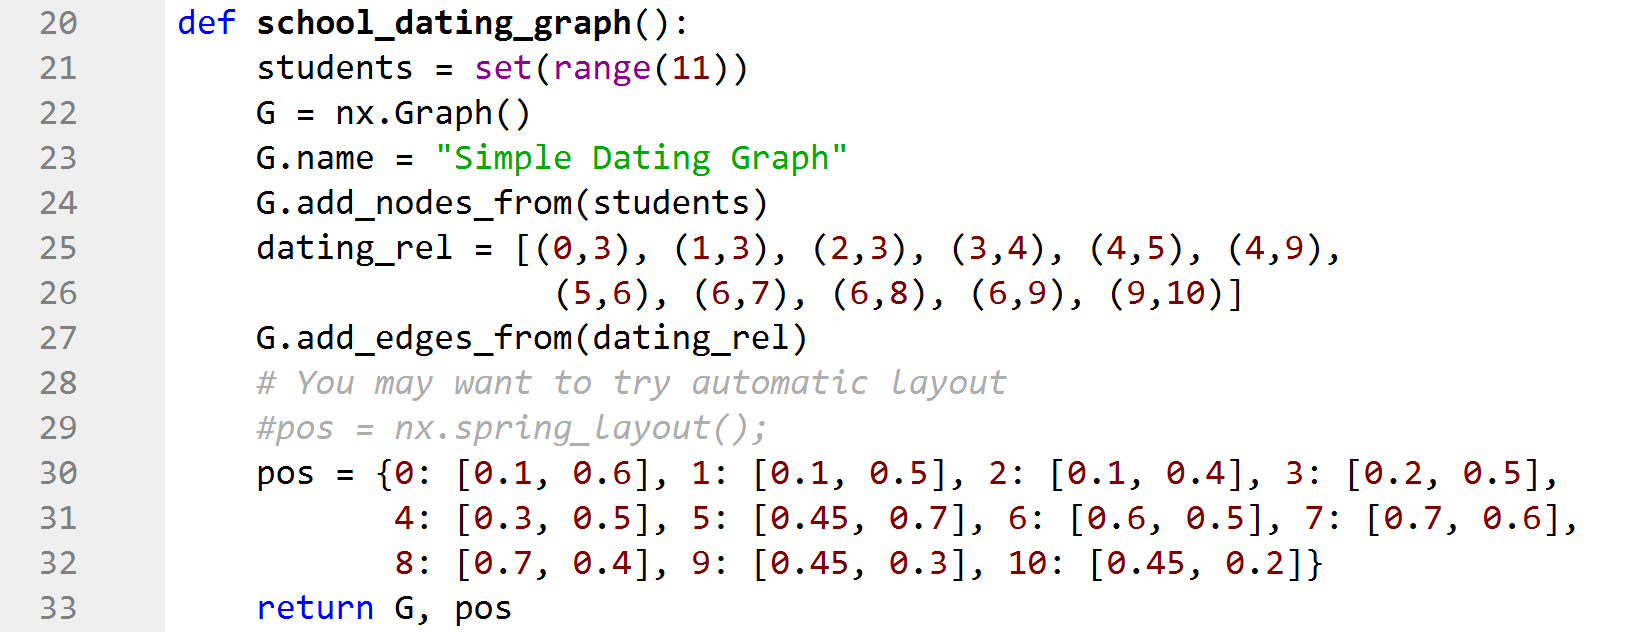 20 def school_dating_graph():
21     students = set(range(11))
22     G = nx.Graph()
23     G.name = "Simple Dating Graph"
24     G.add_nodes_from(students)
25     dating_rel = [(0,3), (1,3), (2,3), (3,4), (4,5), (4,9),
26                    (5,6), (6,7), (6,8), (6,9), (9,10)]
27     G.add_edges_from(dating_rel)
28     # You may want to try automatic layout
29     #pos = nx.spring_layout();
30     pos = {0: [0.1, 0.6], 1: [0.1, 0.5], 2: [0.1, 0.4], 3: [0.2, 0.5],
31            4: [0.3, 0.5], 5: [0.45, 0.7], 6: [0.6, 0.5], 7: [0.7, 0.6],
32            8: [0.7, 0.4], 9: [0.45, 0.3], 10: [0.45, 0.2]}
33     return G, pos